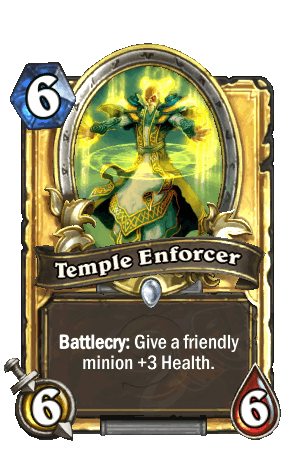 6
Temple Enforcer
Battlecry: Give a friendly
minion +3 Health.
6
6